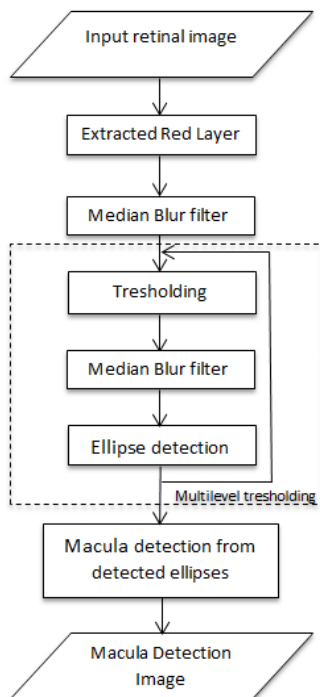 Input retinal image
Extracted Red Layer
Median Blur filter
Tresholding
Median Blur filter
Ellipse detection
Multilevel tresholding
Macula detection from
detected ellipses
Macula Detection
Image